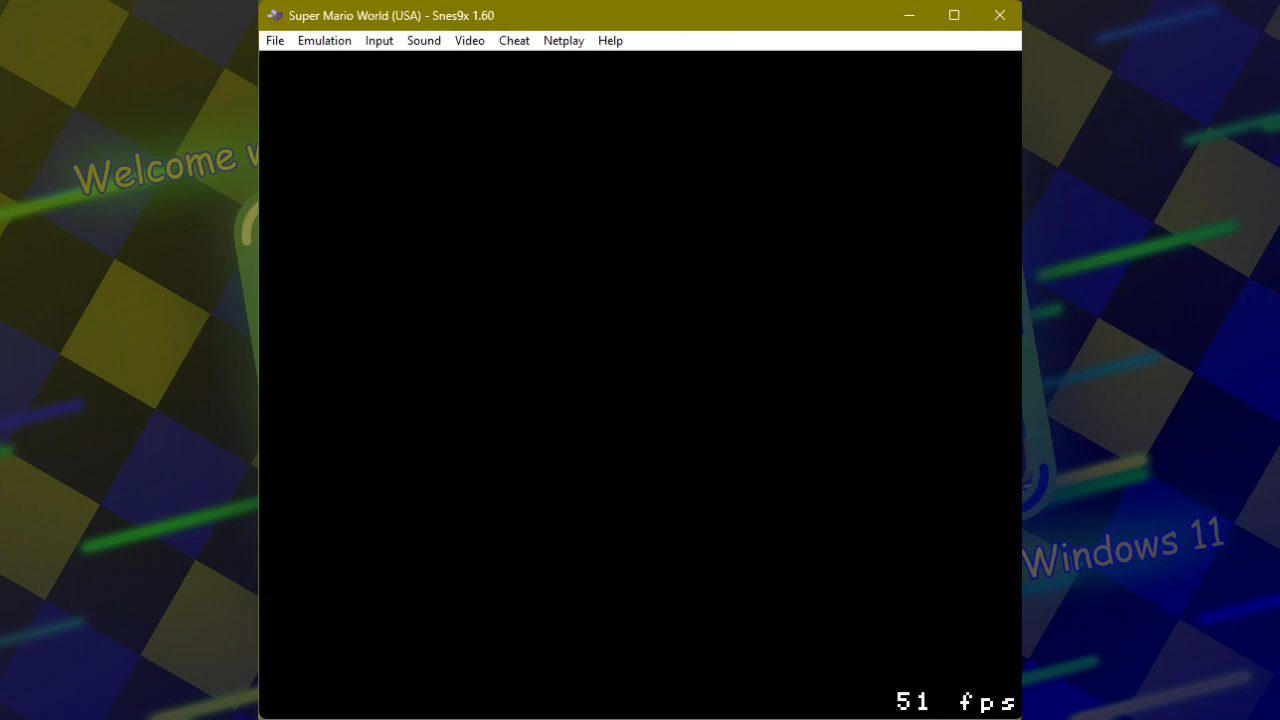 Super Mario World (USA) - Snes9x 1.60
File Emulation Input Sound Video Cheat Netplay Help
Welcome
Windows 11
51 fps